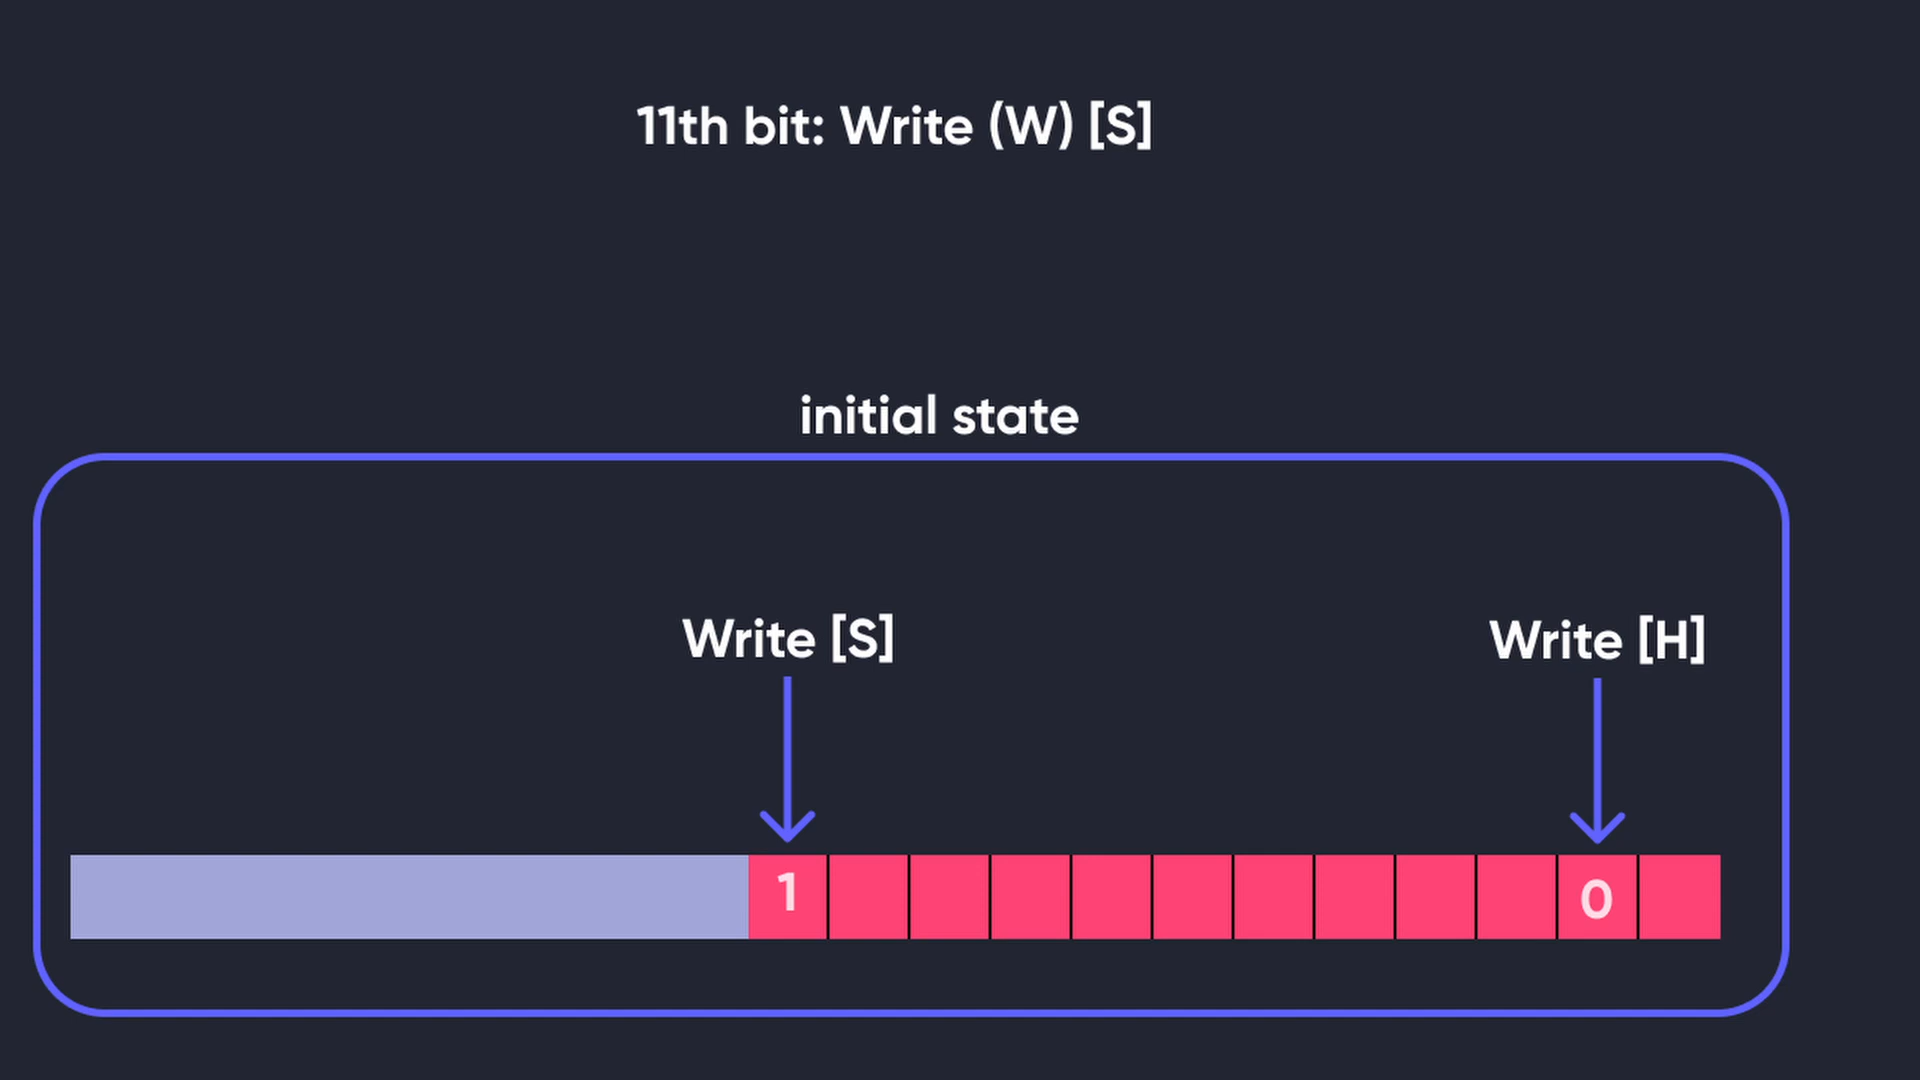 11th bit: Write (W) [S]
initial state
Write [S]
Write [H]
1
0